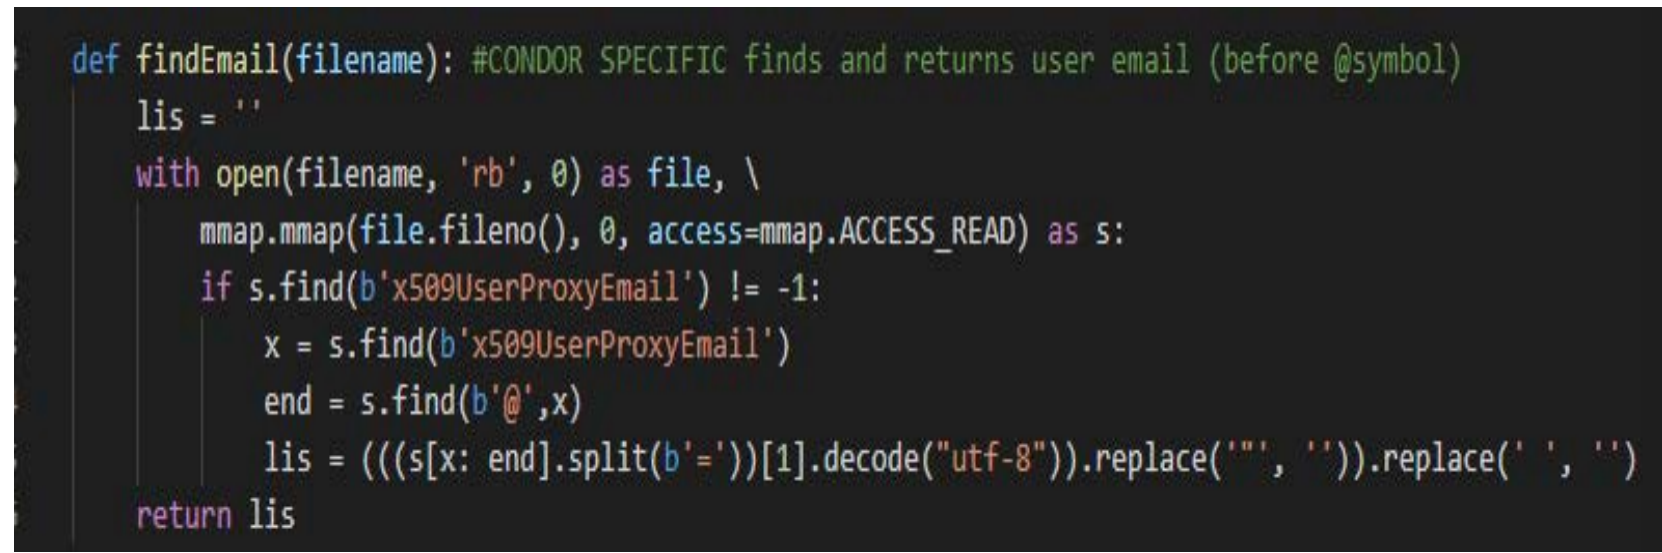 def findEmail(filename): #CONDOR SPECIFIC finds and returns user email (before @symbol)
lis = ''
with open(filename, 'rb', 0) as file, \
mmap.mmap(file.fileno(), 0, access=mmap.ACCESS_READ) as s:
if s.find(b'x509UserProxyEmail') != -1:
x = s.find(b'x509UserProxyEmail')
end = s.find(b'@',x)
lis = (((s[x: end].split(b'='))[1].decode("utf-8")).replace('"', '')).replace(' ', '')
return lis